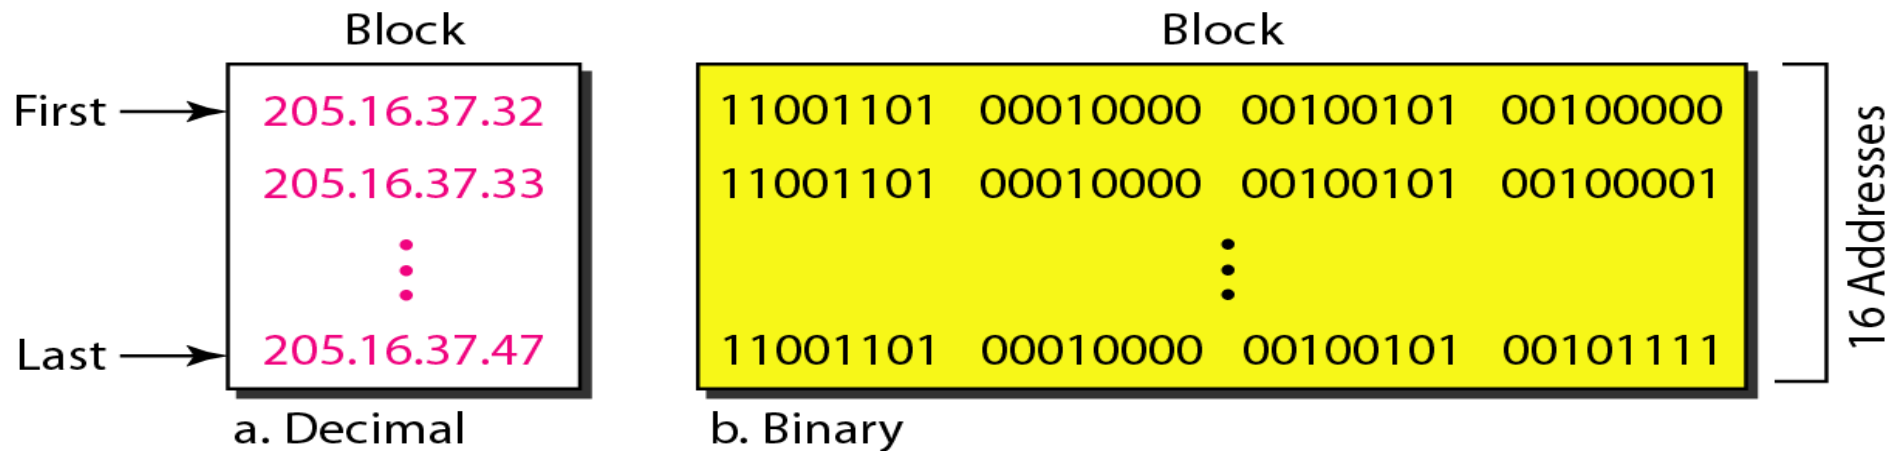 Block
First
205.16.37.32
205.16.37.33
Last
205.16.37.47
a. Decimal
Block
11001101 00010000 00100101 00100000
11001101 00010000 00100101 00100001
11001101 00010000 00100101 00101111
b. Binary
16 Addresses